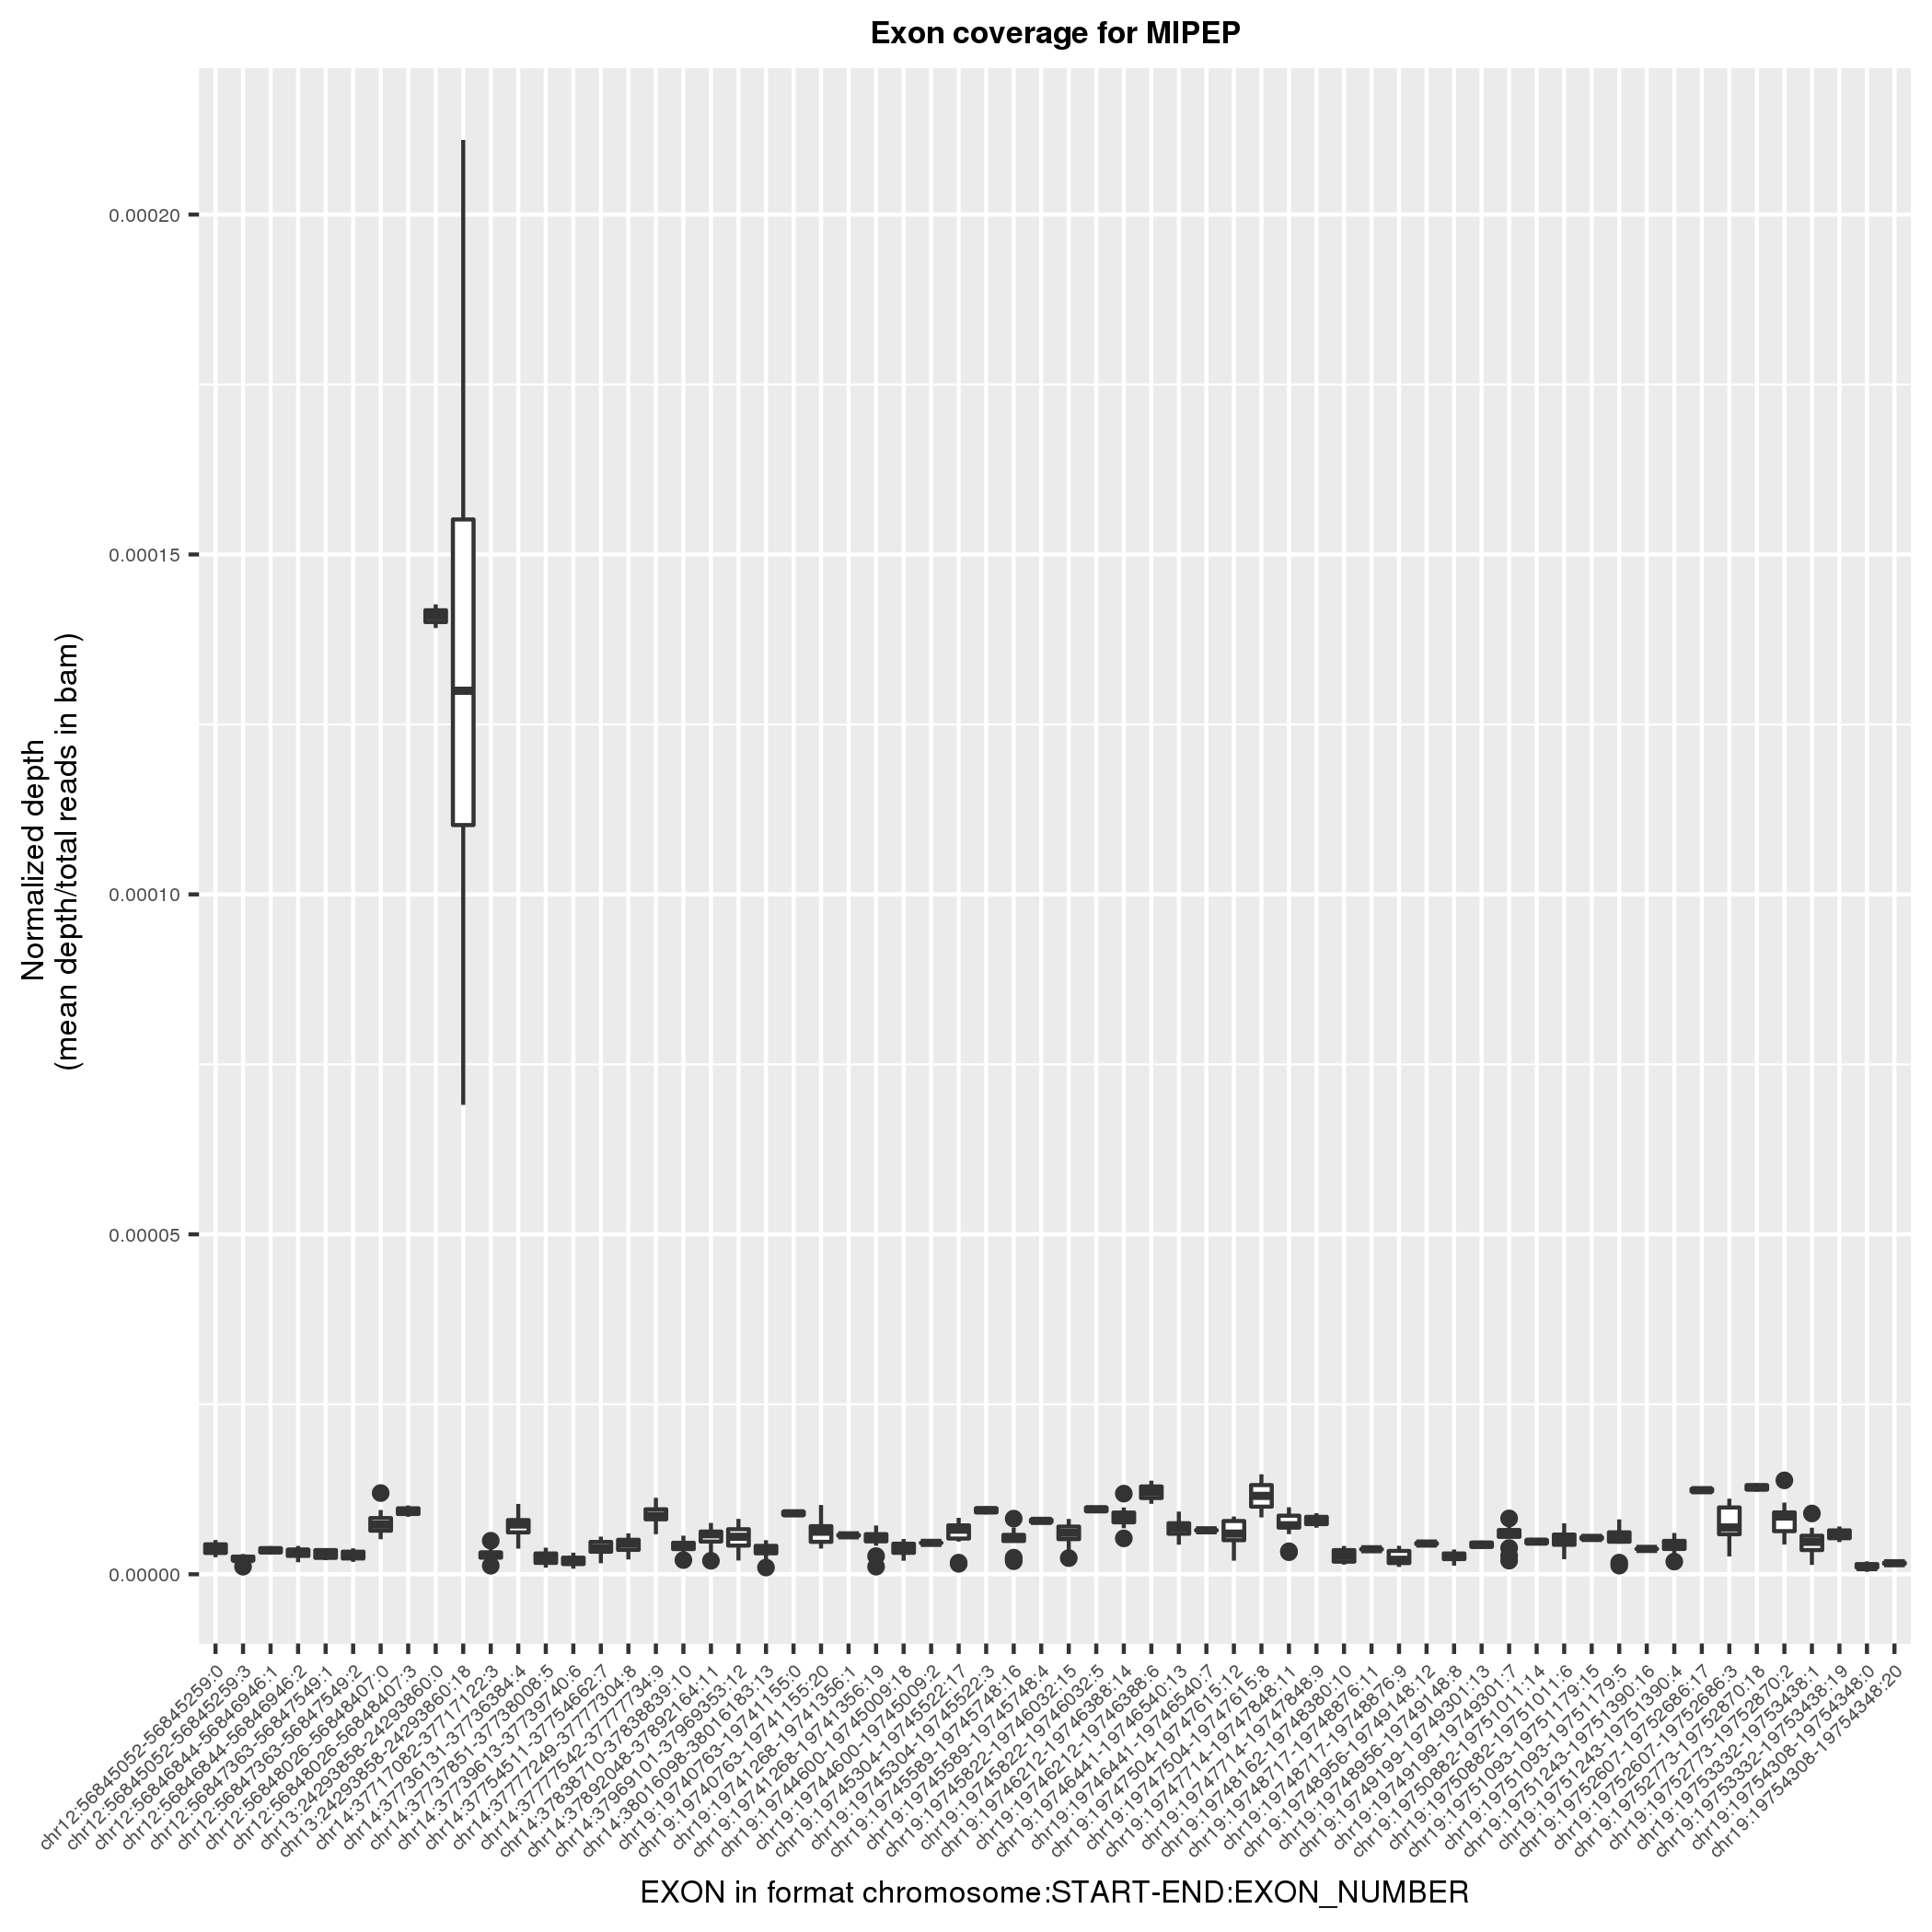 Exon coverage for MIPEP
Normalized depth
(mean depth/total reads in bam)
0.00020
0.00015
0.00010
0.00005
0.00000
chr12:56845052-56845259:0
chr12:56845052-56845259:3
chr12:56846844-56846946:1
chr12:56846844-56846946:2
chr12:56847363-56847549:1
chr12:56847363-56847549:2
chr12:56848026-56848407:0
chr12:56848026-56848407:3
chr13:24293858-24293860:0
chr13:24293858-24293860:18
chr14:37717082-37717122:3
chr14:37736131-37736384:4
chr14:37737851-37738008:5
chr14:37739613-37739740:6
chr14:37754511-37754662:7
chr14:37777249-37777304:8
chr14:37777542-37777734:9
chr14:37838710-37838839:10
chr14:37892048-37892164:11
chr14:37969101-37969353:12
chr14:38016098-38016183:13
chr19:19740763-19741155:0
chr19:19740763-19741155:20
chr19:19741268-19741356:1
chr19:19741268-19741356:19
chr19:19744600-19745009:18
chr19:19744600-19745009:2
chr19:19745304-19745522:17
chr19:19745304-19745522:3
chr19:19745589-19745748:16
chr19:19745589-19745748:4
chr19:19745822-19746032:15
chr19:19745822-19746032:5
chr19:19746212-19746388:14
chr19:19746212-19746388:6
chr19:19746441-19746540:13
chr19:19746441-19746540:7
chr19:19747504-19747615:12
chr19:19747504-19747615:8
chr19:19747714-19747848:11
chr19:19747714-19747848:9
chr19:19748162-19748380:10
chr19:19748717-19748876:11
chr19:19748717-19748876:9
chr19:19748956-19749148:12
chr19:19748956-19749148:8
chr19:19749199-19749301:13
chr19:19749199-19749301:7
chr19:19750882-19751011:14
chr19:19750882-19751011:6
chr19:19751093-19751179:15
chr19:19751093-19751179:5
chr19:19751243-19751390:16
chr19:19751243-19751390:4
chr19:19752607-19752686:17
chr19:19752607-19752686:3
chr19:19752773-19752870:18
chr19:19752773-19752870:2
chr19:19753332-19753438:1
chr19:19753332-19753438:19
chr19:19754308-19754348:0
chr19:19754308-19754348:20
EXON in format chromosome:START-END:EXON_NUMBER